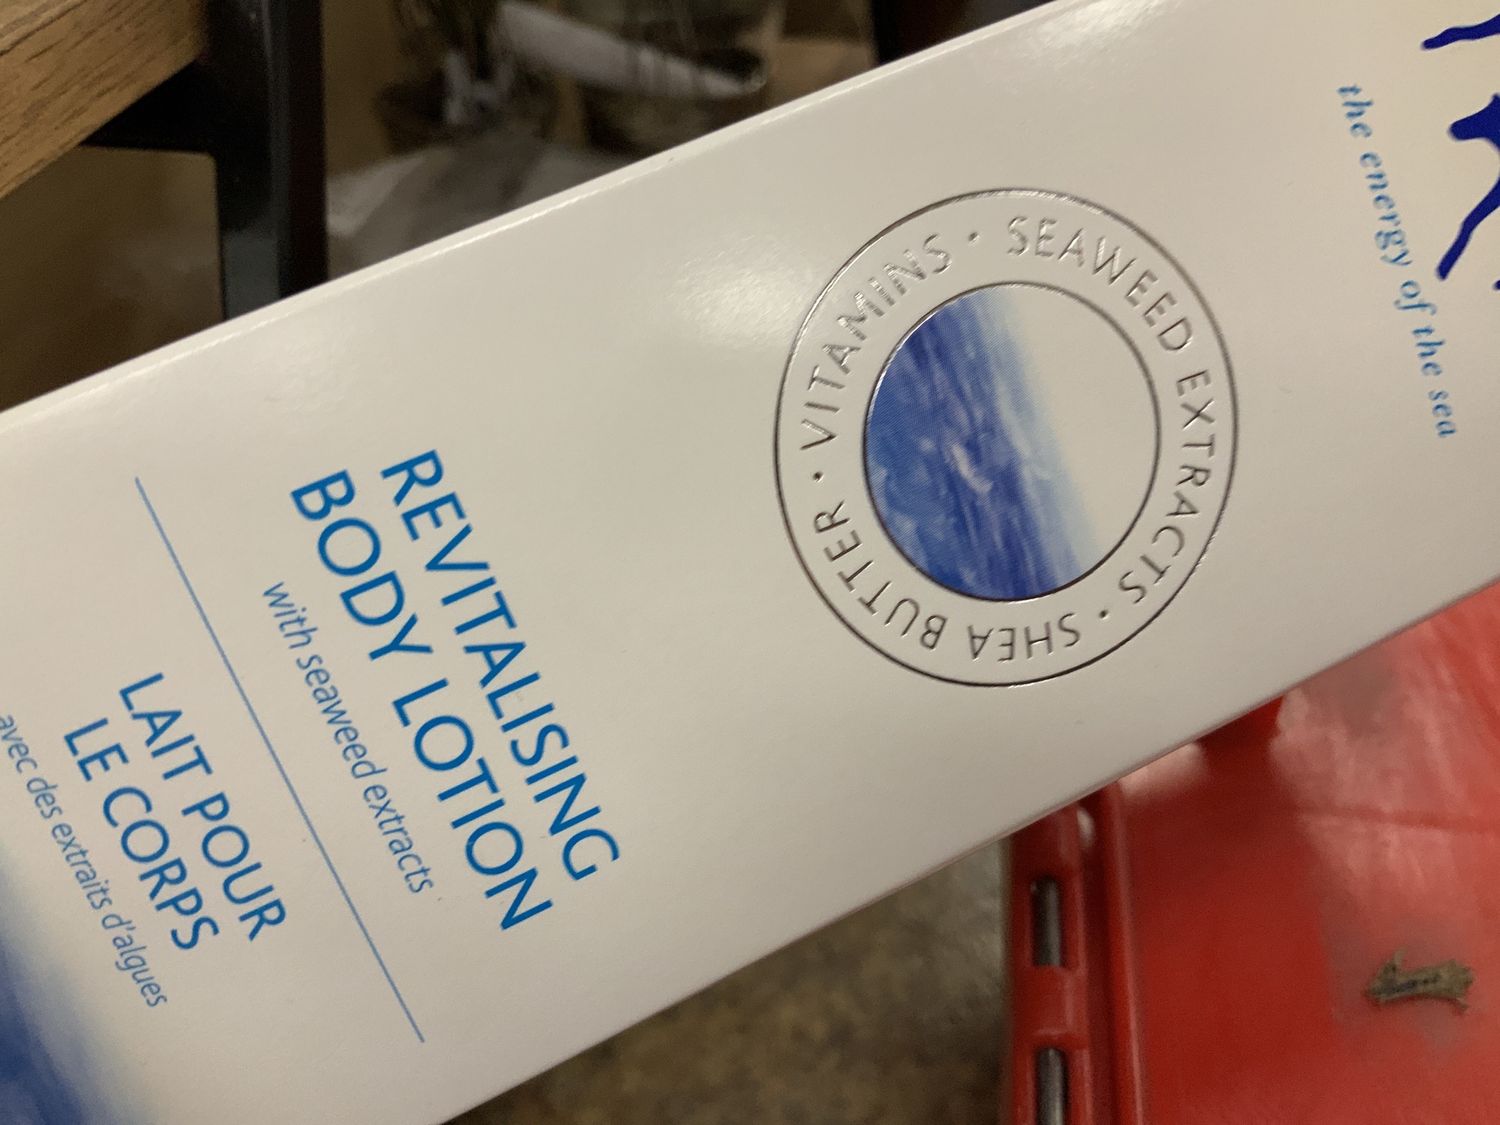 the energy of the sea
VITAMINS · SEAWEED EXTRACTS · SHEA BUTTER ·
REVITALISING
BODY LOTION
with seaweed extracts
LAIT POUR
LE CORPS
avec des extraits d'algues